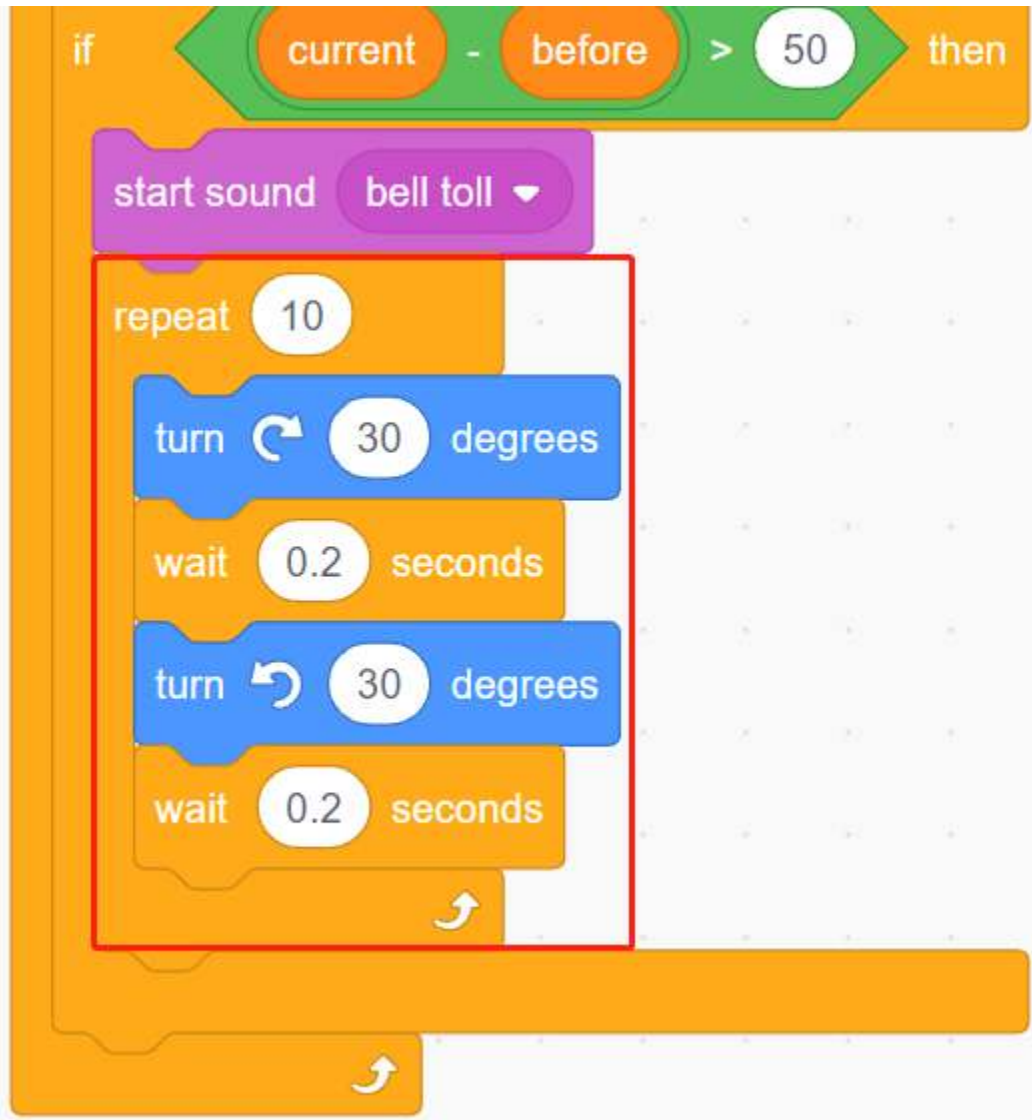 if current - before > 50 then
start sound bell toll
repeat 10
turn 30 degrees
wait 0.2 seconds
turn 30 degrees
wait 0.2 seconds